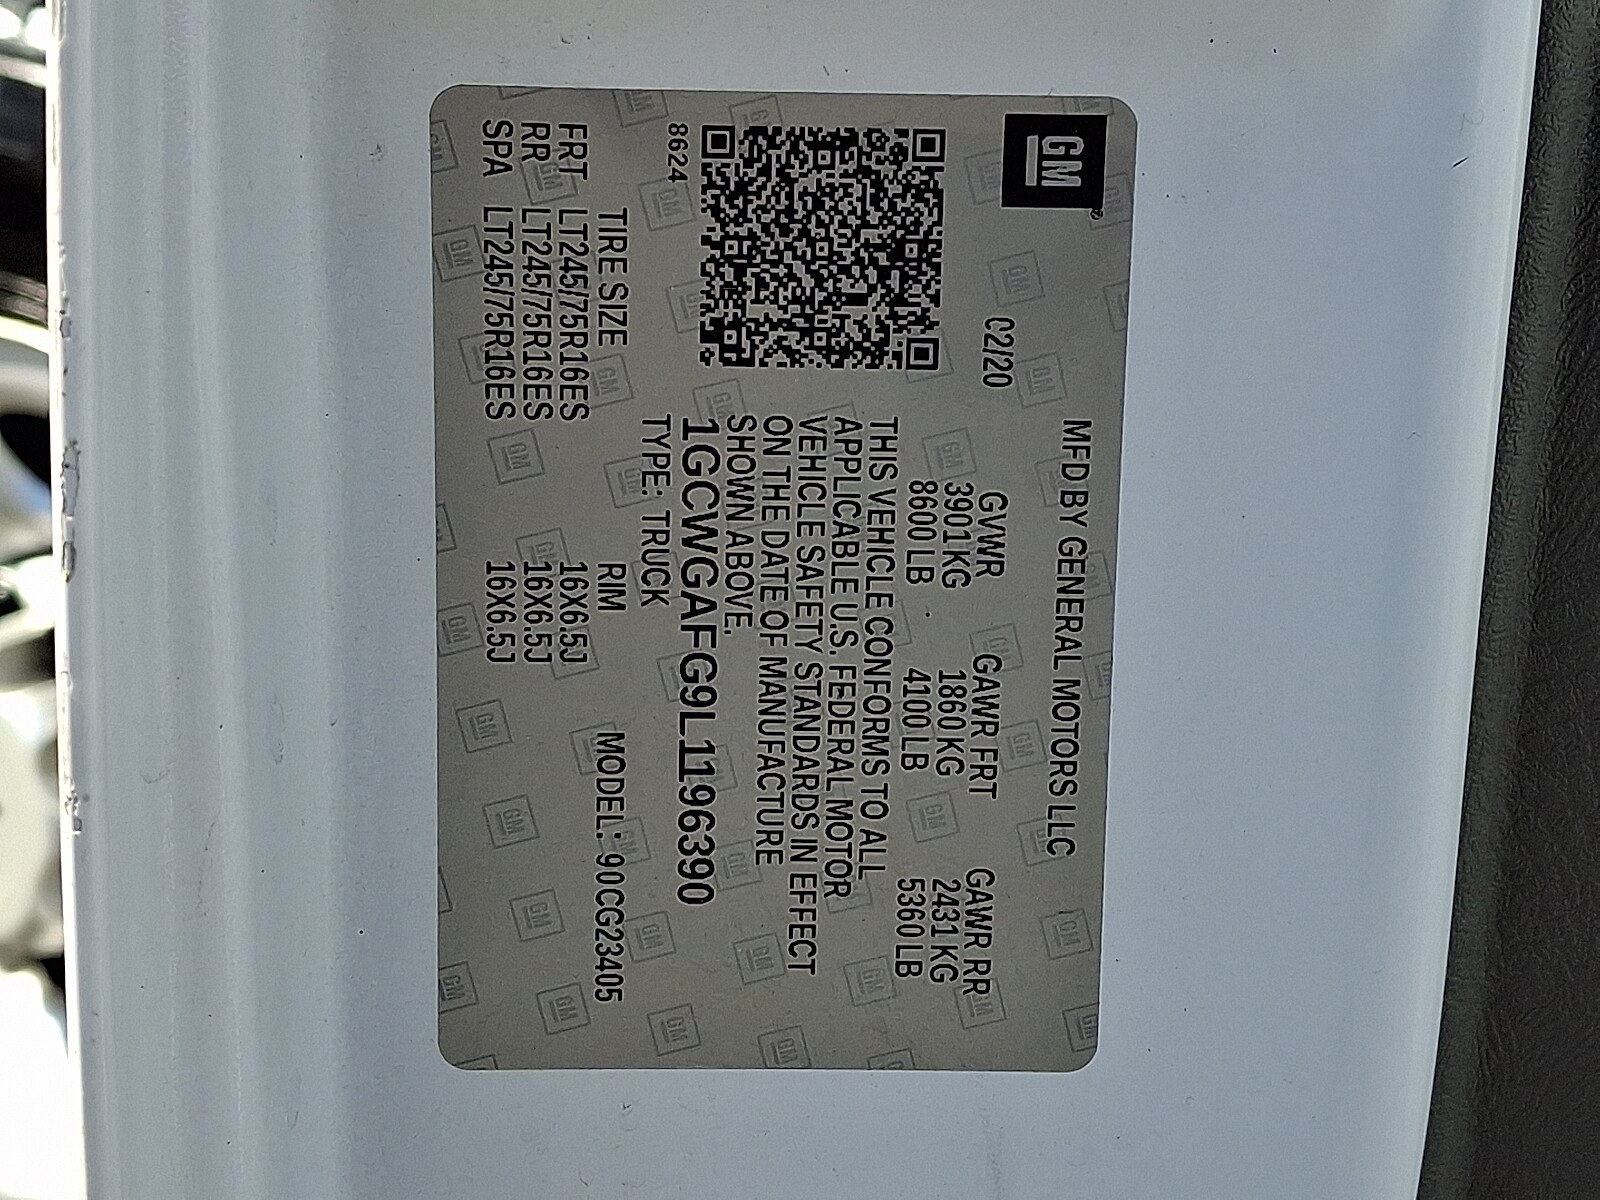 GM
MFD BY GENERAL MOTORS LLC
02/20
GVWR GAWR FRT GAWR RR
3901 KG 1860 KG 2431 KG
8600 LB 4100 LB 5360 LB
THIS VEHICLE CONFORMS TO ALL
APPLICABLE U.S. FEDERAL MOTOR
VEHICLE SAFETY STANDARDS IN EFFECT
ON THE DATE OF MANUFACTURE
SHOWN ABOVE.
8624
1GCWGAFG9L1196390
TYPE: TRUCK
TIRE SIZE RIM MODEL: 90CG23405
FRT LT245/75R16ES 16X6.5J
RR LT245/75R16ES 16X6.5J
SPA LT245/75R16ES 16X6.5J